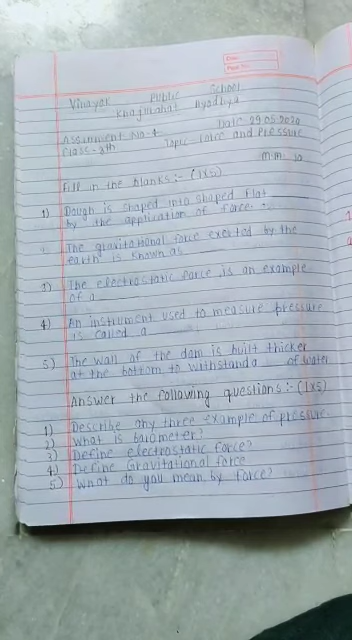 Date:
Page No:
Vinayak Public School
Khajurahat Ayodhya
Date 29.05.2020
Assinment No-4
Topic - Force and Pressure
Class - 8th
m.m. 10
Fill in the blanks :- (1x5)
1) Dough is shaped into shaped flat
by the application of force.
2. The gravitational force exerted by the
earth is known as
3) The electrostatic force is an example
of a
4) An instrument used to measure pressure
is called a
5) The wall of the dam is built thicker
at the bottom to withstand a of water
Answer the following questions :- (1x5)
1) Describe any three example of pressure.
2) What is barometer?
3) Define electrostatic force?
4) Define Gravitational force
5) What do you mean by force?